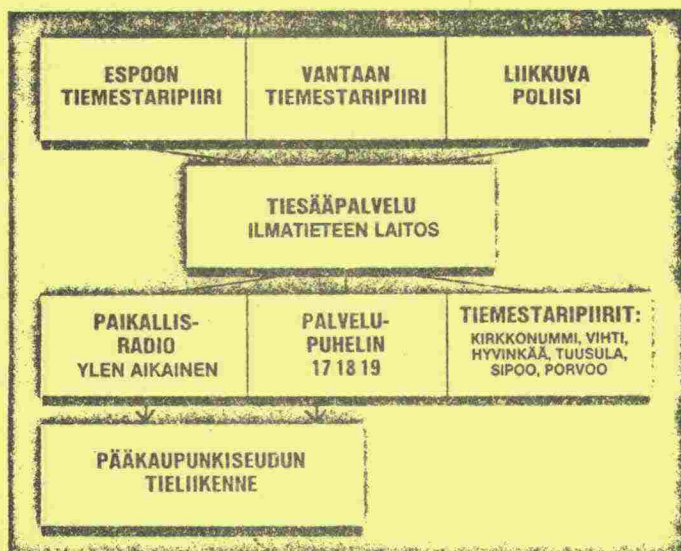 ESPOON
TIEMESTARIPIIRI
VANTAAN
TIEMESTARIPIIRI
LIIKKUVA
POLIISI
TIESÄÄPALVELU
ILMATIETEEN LAITOS
PAIKALLIS-
RADIO
YLEN AIKAINEN
PALVELU-
PUHELIN
17 18 19
TIEMESTARIPIIRIT:
KIRKKONUMMI, VIHTI,
HYVINKÄÄ, TUUSULA,
SIPOO, PORVOO
PÄÄKAUPUNKISEUDUN
TIELIIKENNE